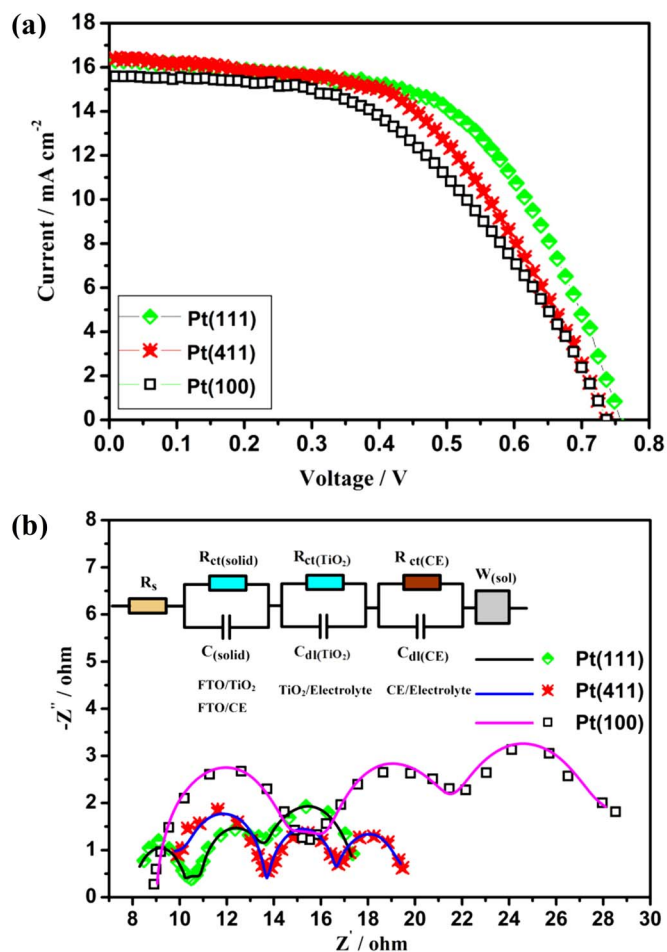 (a)
18
16
14
12
10
8
6
4
2
0
Current / mA cm⁻²
Pt(111)
Pt(411)
Pt(100)
0.0 0.1 0.2 0.3 0.4 0.5 0.6 0.7 0.8
Voltage / V
(b)
8
7
6
5
4
3
2
1
0
-Z'' / ohm
Rs
Rct(solid)
Rct(TiO2)
R ct(CE)
W(sol)
C(solid)
Cdl(TiO2)
Cdl(CE)
FTO/TiO2
FTO/CE
TiO2/Electrolyte
CE/Electrolyte
Pt(111)
Pt(411)
Pt(100)
8 10 12 14 16 18 20 22 24 26 28 30
Z' / ohm